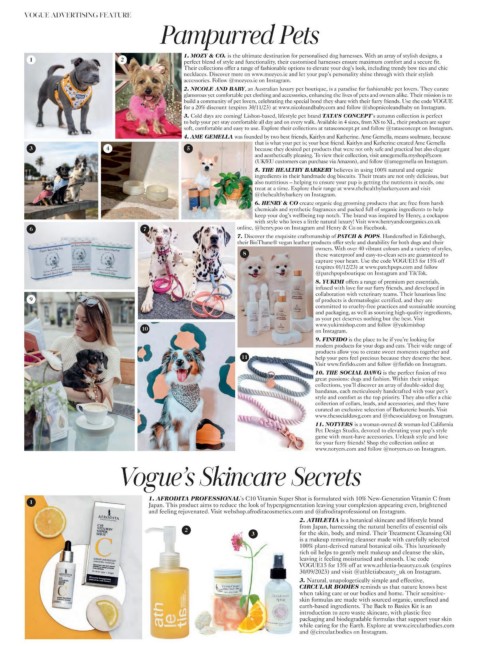 VOGUE ADVERTISING FEATURE
Pampurred Pets
1. MOZY & CO. is the ultimate destination for personalised dog harnesses. With an array of stylish designs, a
perfect blend of style and functionality, their customised harnesses ensure maximum comfort and a secure fit.
Their collections offer a range of fashionable options to elevate your dog's look, including trendy bow ties and chic
necklaces. Discover more on www.mozyco.ie and let your pup's personality shine through with their stylish
accessories. Follow @mozyco.ie on Instagram.
2. NICOLE AND BABY, an Australian luxury pet boutique, is a paradise for fashionable pet lovers. They curate
glamorous yet comfortable pet clothing and accessories, enhancing the lives of pets and owners alike. Their mission is to
build a community of pet lovers, celebrating the special bond they share with their furry friends. Use the code VOGUE
for a 20% discount (expires 30/11/23) at www.nicoleandbaby.com and follow @shopnicoleandbaby on Instagram.
3. Cold days are coming! Lisbon-based, lifestyle pet brand TATA'S CONCEPT's autumn collection is perfect
to help your pet stay comfortable all day and on every walk. Available in 4 sizes, from XS to XL, their products are super
soft, comfortable and easy to use. Explore their collections at tatasconcept.pt and follow @tatasconcept on Instagram.
4. AME GEMELLA was founded by two best friends, Kaitlyn and Katherine. Ame Gemella, means soulmate, because
that is what your pet is; your best friend. Kaitlyn and Katherine created Ame Gemella
because they desired pet products that were not only safe and practical but also elegant
and aesthetically pleasing. To view their collection, visit amegemella.myshopify.com
(UK/EU customers can purchase via Amazon), and follow @amegemella on Instagram.
5. THE HEALTHY BARKERY believes in using 100% natural and organic
ingredients in their handmade dog biscuits. Their treats are not only delicious, but
also nutritious – helping to ensure your pup is getting the nutrients it needs, one
treat at a time. Explore their range at www.thehealthybarkery.com and visit
@thehealthybarkery on Instagram.
6. HENRY & CO create organic dog grooming products that are free from harsh
chemicals and synthetic fragrances and packed full of organic ingredients to help
keep your dog's wellbeing top notch. The brand was inspired by Henry, a cockapoo
with style who loves a little natural luxury! Visit www.henryandcoorganics.co.uk
online, @henry.pro on Instagram and Henry & Co on Facebook.
7. Discover the exquisite craftsmanship of PATCH & POPS. Handcrafted in Edinburgh,
their BioThane® vegan leather products offer style and durability for both dogs and their
owners. With over 40 vibrant colours and a variety of styles,
these waterproof and easy-to-clean sets are guaranteed to
capture your heart. Use the code VOGUE15 for 15% off
(expires 01/12/23) at www.patchpops.com and follow
@patchpopsboutique on Instagram and TikTok.
8. YUKIMI offers a range of premium pet essentials,
infused with love for our furry friends, and developed in
collaboration with veterinary teams. Their luxurious line
of products is dermatologist certified, and they are
committed to cruelty-free practices and sustainable sourcing
and packaging, as well as sourcing high-quality ingredients,
as your pet deserves nothing but the best. Visit
www.yukimishop.com and follow @yukimishop
on Instagram.
9. FINFIDO is the place to be if you're looking for
modern products for your dogs and cats. Their wide range of
products allow you to create sweet moments together and
help your pets feel precious because they deserve the best.
Visit www.finfido.com and follow @finfido on Instagram.
10. THE SOCIAL DAWG is the perfect fusion of two
great passions: dogs and fashion. Within their unique
collections, you'll discover an array of double-sided dog
bandanas, each meticulously handcrafted with your pet's
style and comfort as the top priority. They also offer a chic
collection of collars, leads, and accessories, and they have
curated an exclusive selection of Barkuterie boards. Visit
www.thesocialdawg.com and @thesocialdawg on Instagram.
11. NOTYERS is a woman-owned & woman-led California
Pet Design Studio, devoted to elevating your pup's style
game with must-have accessories. Unleash style and love
for your furry friends! Shop the collection online at
www.notyers.com and follow @notyers.co on Instagram.
Vogue's Skincare Secrets
1. AFRODITA PROFESSIONAL's C10 Vitamin Super Shot is formulated with 10% New-Generation Vitamin C from
Japan. This product aims to reduce the look of hyperpigmentation leaving your complexion appearing even, brightened
and feeling rejuvenated. Visit webshop.afroditacosmetics.com and @afroditaprofessional on Instagram.
2. ATHLETIA is a botanical skincare and lifestyle brand
from Japan, harnessing the natural benefits of essential oils
for the skin, body, and mind. Their Treatment Cleansing Oil
is a makeup removing cleanser made with carefully selected
100% plant-derived natural botanical oils. This luxuriously
rich oil helps to gently melt makeup and cleanse the skin,
leaving it feeling moisturised and smooth. Use code
VOGUE15 for 15% off at www.athletia-beauty.co.uk (expires
30/09/2023) and visit @athletiabeauty_uk on Instagram.
3. Natural, unapologetically simple and effective,
CIRCULAR BODIES reminds us that nature knows best
when taking care of our bodies and home. Their sensitive-
skin formulas are made with sourced organic, unrefined and
earth-based ingredients. The Back to Basics Kit is an
introduction to zero waste skincare, with plastic free
packaging and biodegradable formulas that support your skin
while caring for the Earth. Explore at www.circularbodies.com
and @circularbodies on Instagram.
AFRODITA
ath
le
tia